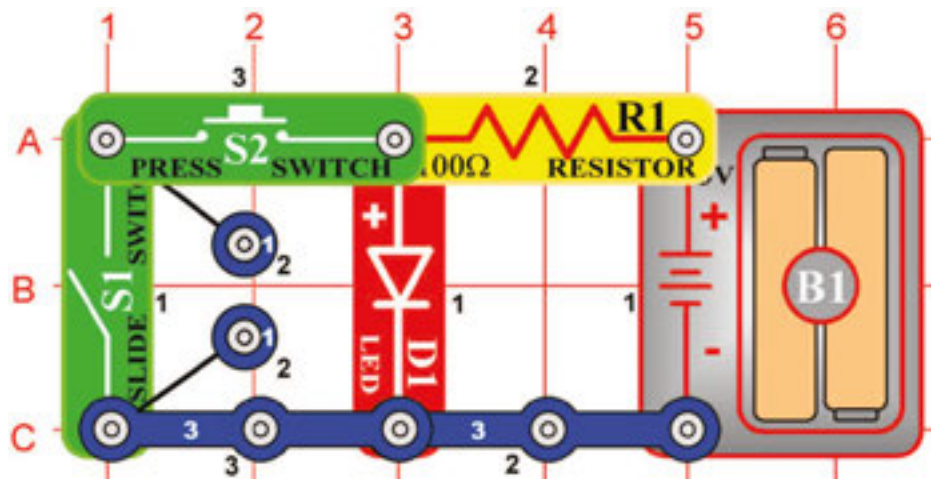 1 2 3 4 5 6
3 2
A S2 R1
PRESS SWITCH 00Ω RESISTOR V
SLIDE S1 SWITC
+ +
1
2
B 1 1 1 B1
1
2
D1 LED -
C 3 3
3 2